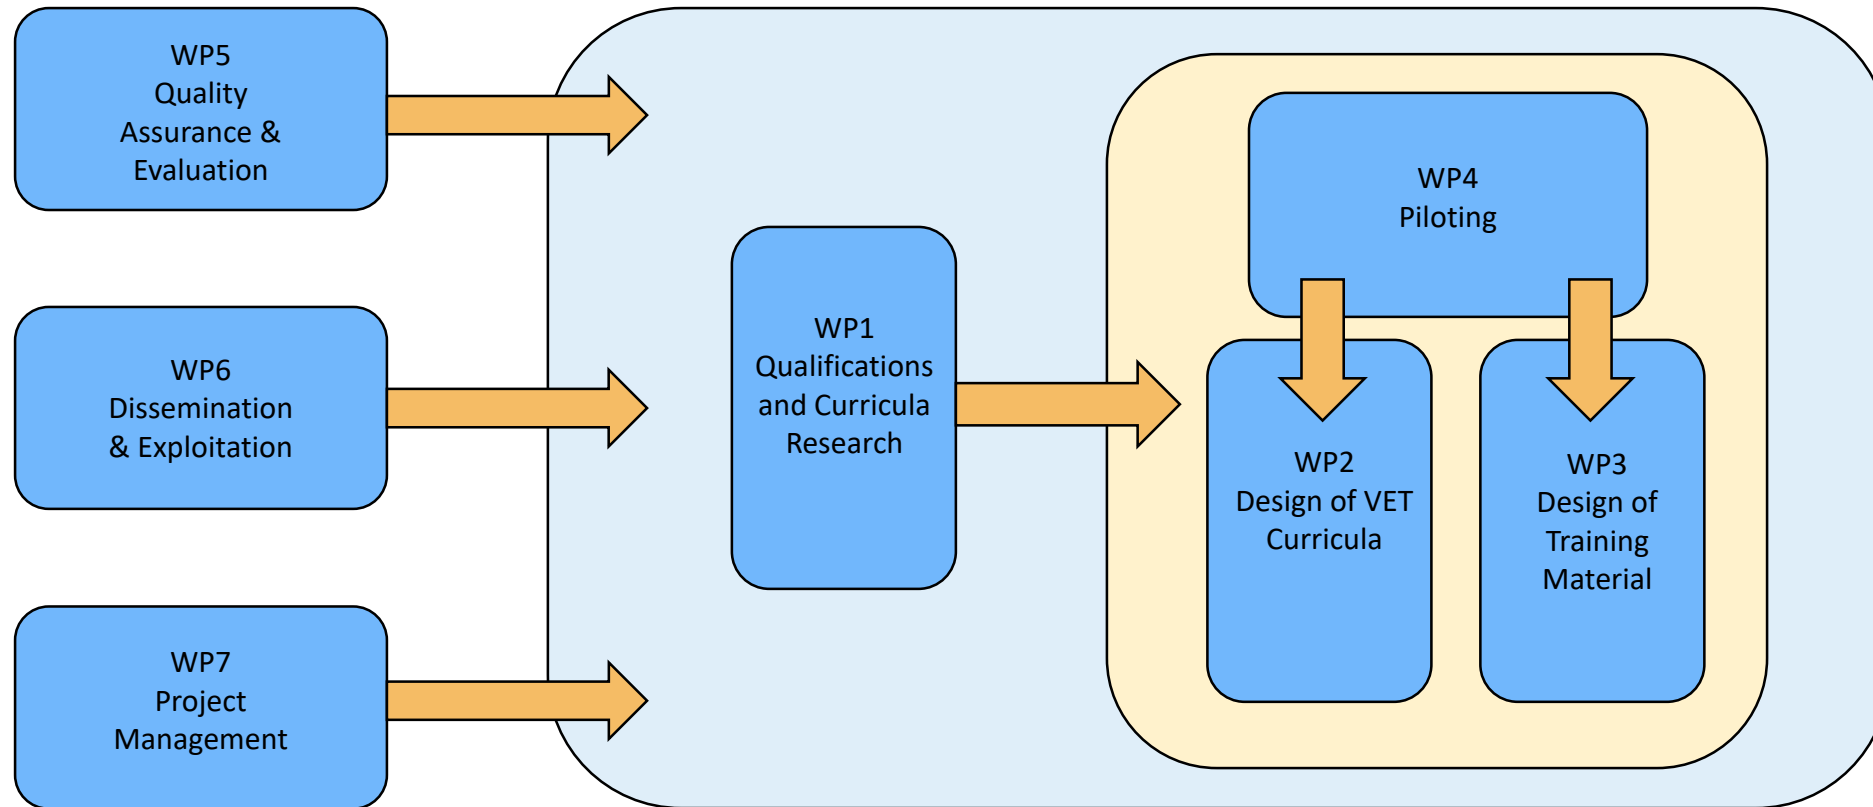 WP5
Quality
Assurance &
Evaluation
WP6
Dissemination
& Exploitation
WP7
Project
Management
WP1
Qualifications
and Curricula
Research
WP4
Piloting
WP2
Design of VET
Curricula
WP3
Design of
Training
Material